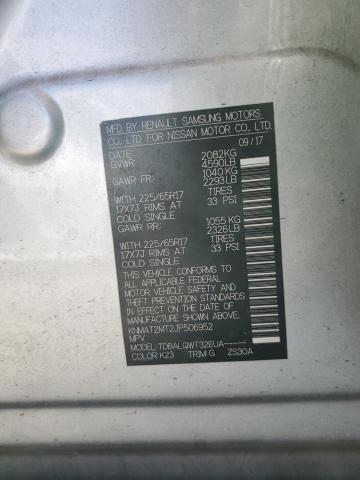 MFD BY RENAULT SAMSUNG MOTORS
CO., LTD FOR NISSAN MOTOR CO., LTD.
DATE 09/17
GVWR 2082KG
4590LB
GAWR FR: 1040 KG
2293LB
WITH 225/65R17 TIRES
17X7J RIMS AT 33 PSI
COLD SINGLE
GAWR RR: 1055 KG
2326LB
WITH 225/65R17 TIRES
17X7J RIMS AT 33 PSI
COLD SINGLE
THIS VEHICLE CONFORMS TO
ALL APPLICABLE FEDERAL
MOTOR VEHICLE SAFETY AND
THEFT PREVENTION STANDARDS
IN EFFECT ON THE DATE OF
MANUFACTURE SHOWN ABOVE.
KNMAT2MT2JP506952
MPV
MODEL: TDBALQWT32EUA------
COLOR: K23 TRIM: G ZS30A